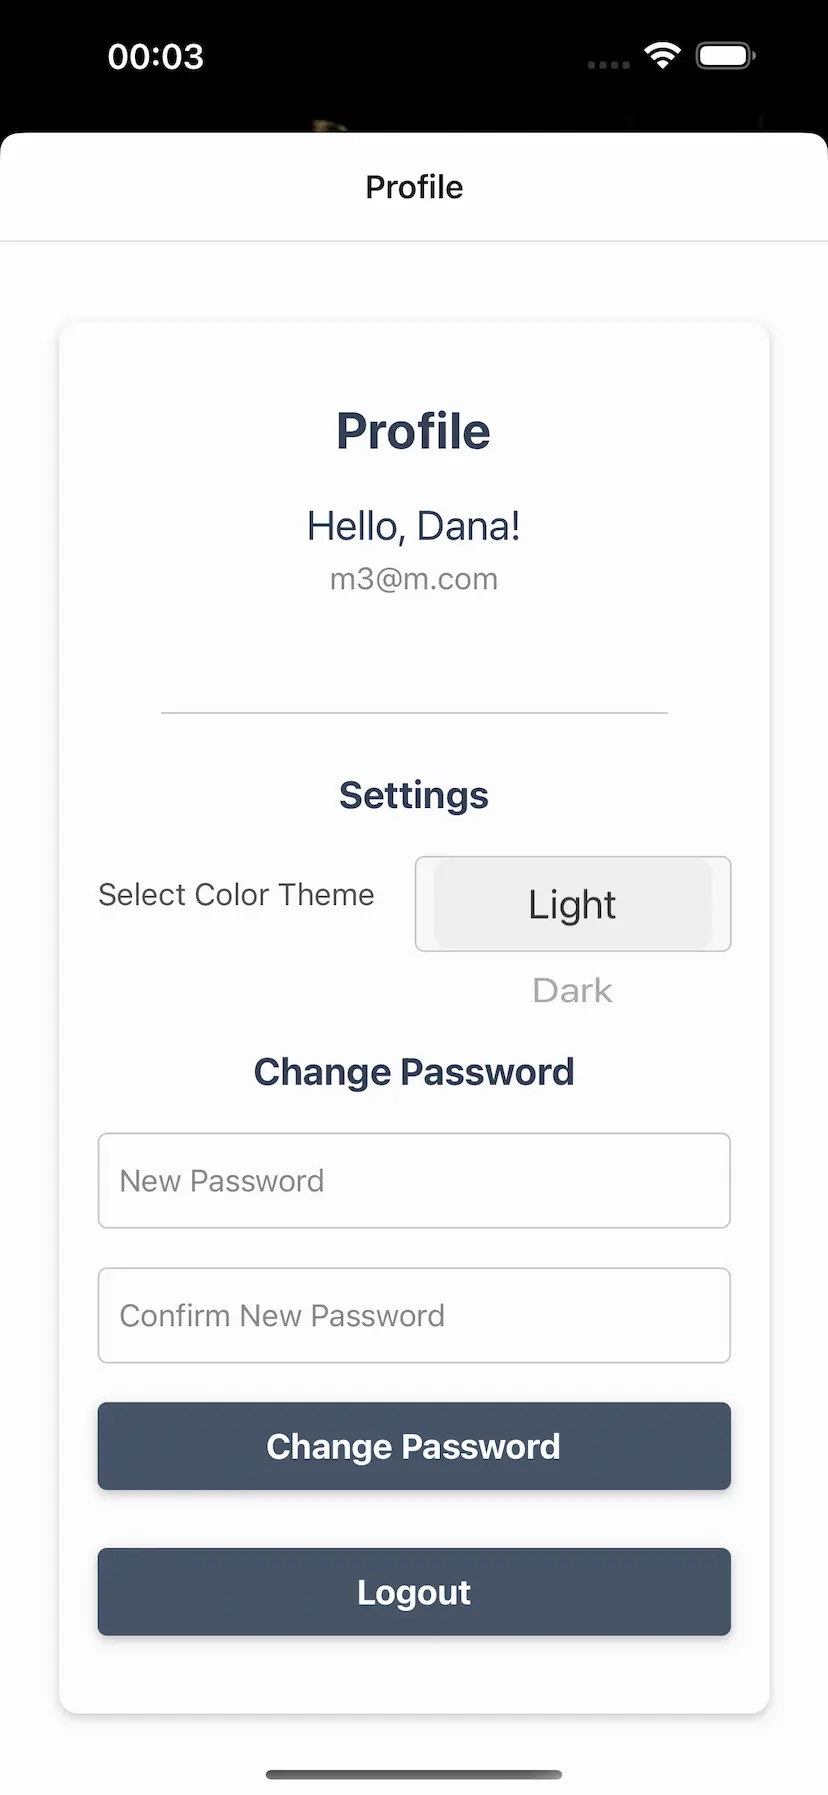 00:03
Profile
Profile
Hello, Dana!
m3@m.com
Settings
Select Color Theme
Light
Dark
Change Password
New Password
Confirm New Password
Change Password
Logout